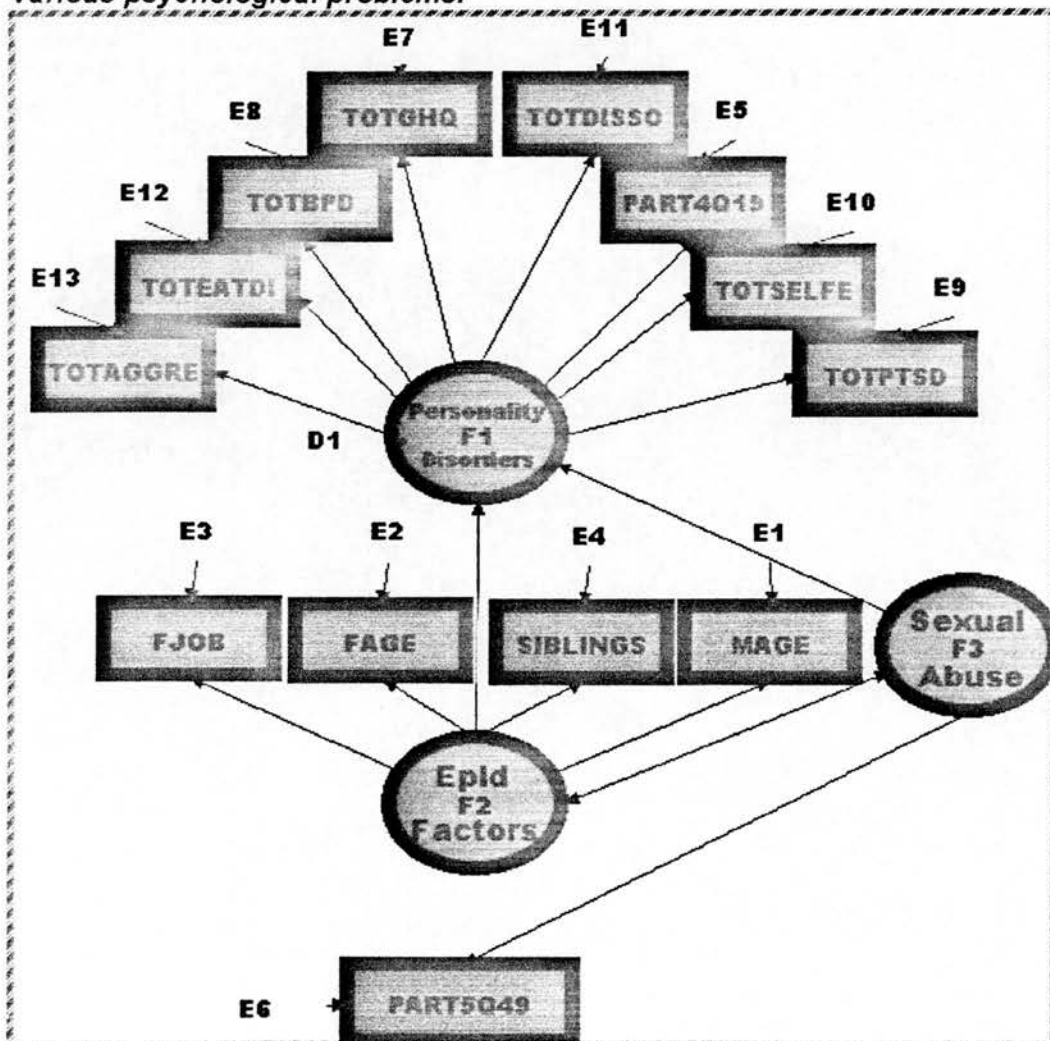 various psychological problems.
E7
E11
TOTGHQ
TOTDISSO
E8
E5
TOTBPD
PART4Q19
E12
E10
TOTEATDI
TOTSELFE
E13
E9
TOTAGGRE
TOTPTSD
Personality
F1
Disorders
D1
E3
E2
E4
E1
FJOB
FAGE
SIBLINGS
MAGE
Sexual
F3
Abuse
Epid
F2
Factors
E6
PART5Q49